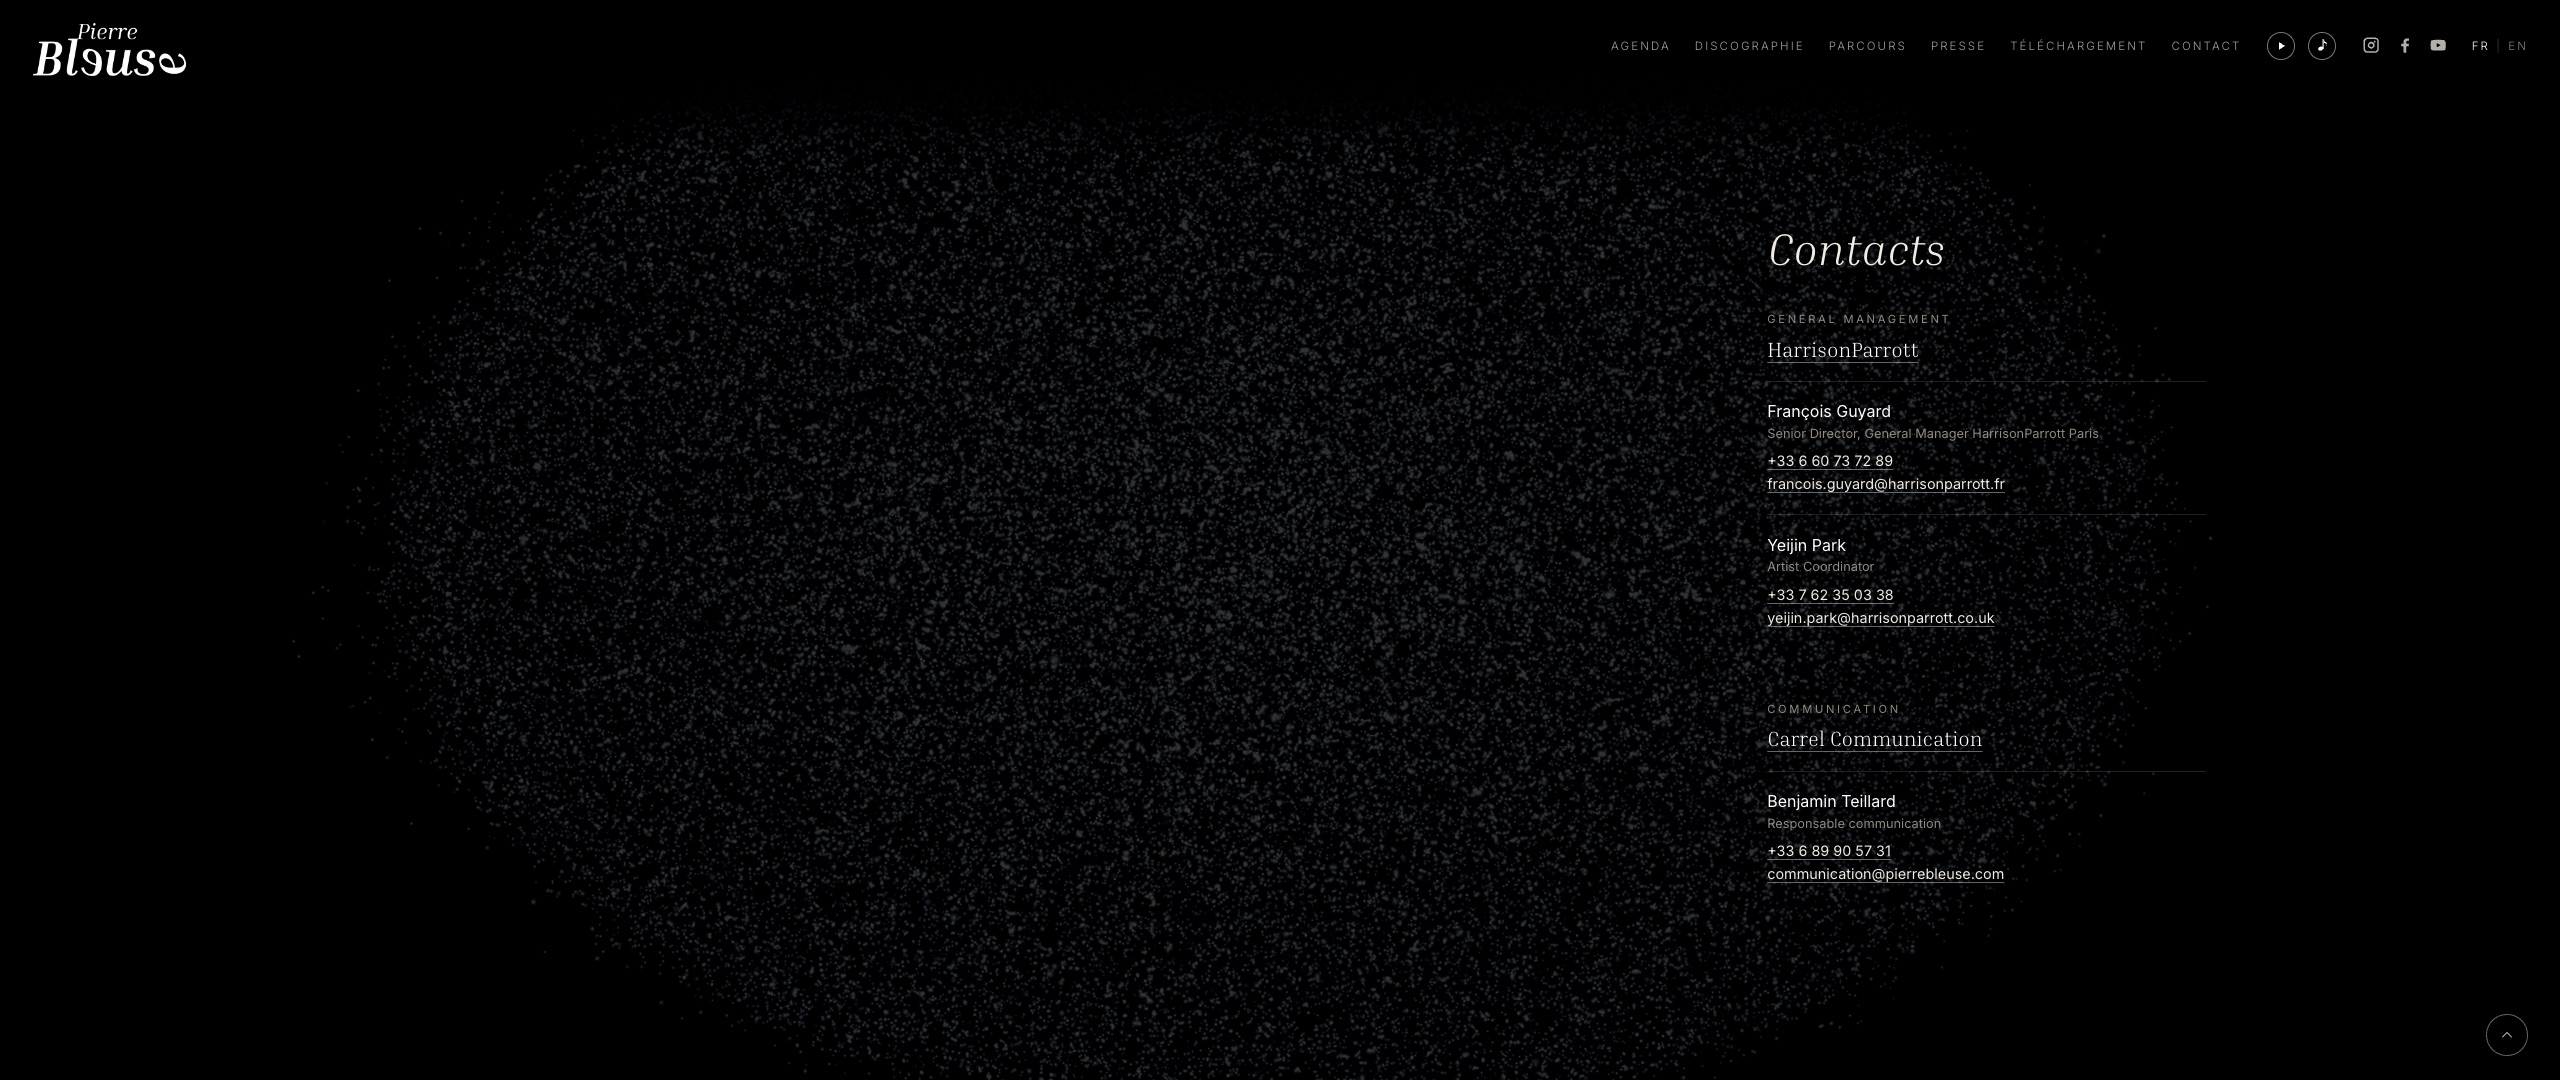 Pierre
Bleuse
AGENDA DISCOGRAPHIE PARCOURS PRESSE TÉLÉCHARGEMENT CONTACT FR | EN
Contacts
GENERAL MANAGEMENT
HarrisonParrott
François Guyard
Senior Director, General Manager HarrisonParrott Paris
+33 6 60 73 72 89
francois.guyard@harrisonparrott.fr
Yeijin Park
Artist Coordinator
+33 7 62 35 03 38
yeijin.park@harrisonparrott.co.uk
COMMUNICATION
Carrel Communication
Benjamin Teillard
Responsable communication
+33 6 89 90 57 31
communication@pierrebleuse.com